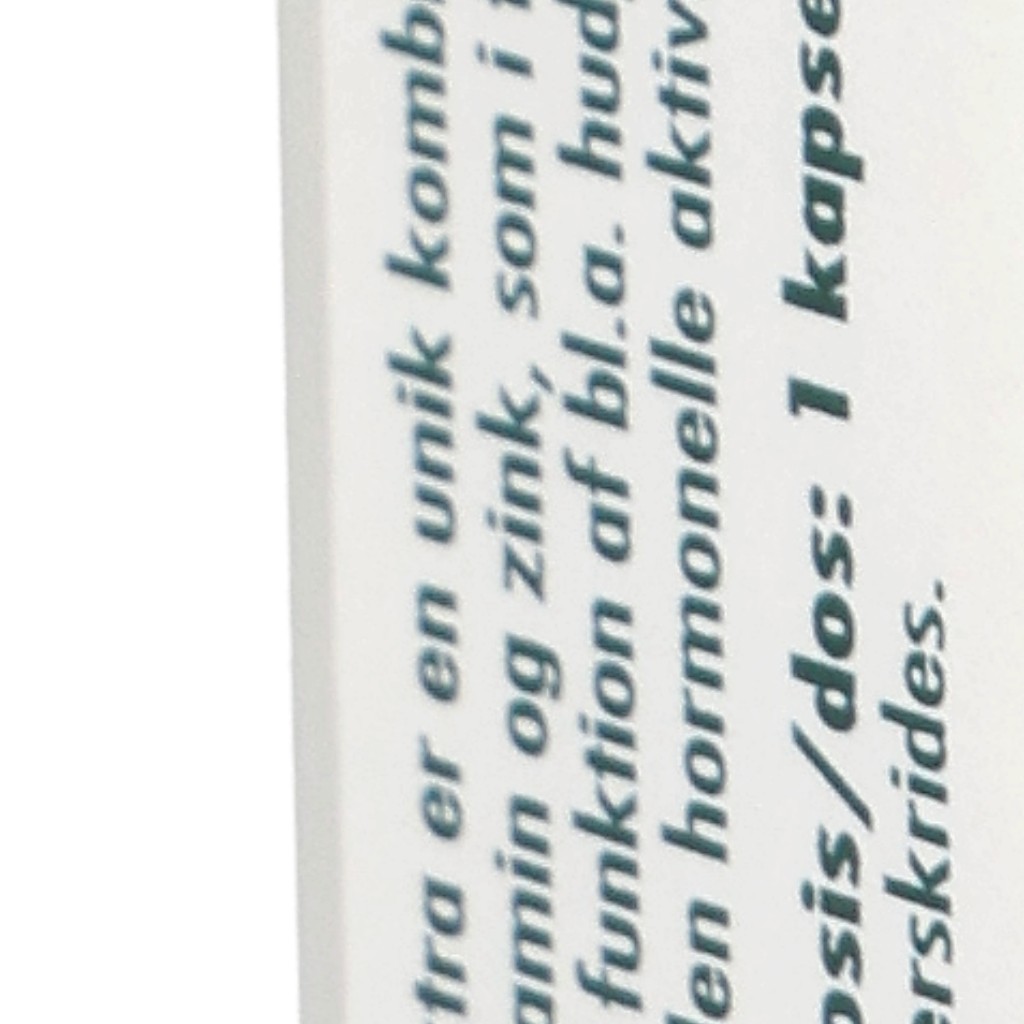 tra er en unik komb
amin og zink, som i
funktion af bl.a. hud
den hormonelle aktiv
osis/dos: 1 kapse
erskrides.